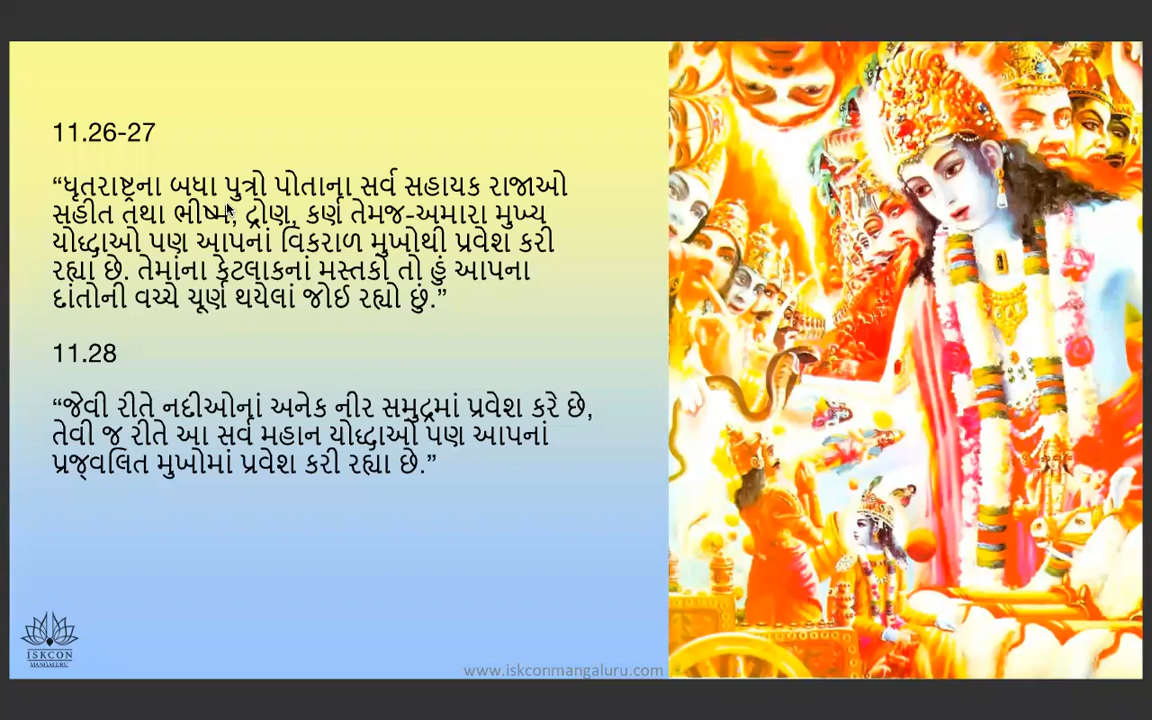 11.26-27
“ધૃતરાષ્ટ્રના બધા પુત્રો પોતાના સર્વ સહાયક રાજાઓ
સહીત તથા ભીષ્મ, દ્રોણ, કર્ણ તેમજ-અમારા મુખ્ય
યોદ્ધાઓ પણ આપનાં વિકરાળ મુખોથી પ્રવેશ કરી
રહ્યા છે. તેમાંના કેટલાકનાં મસ્તકો તો હું આપના
દાંતોની વચ્ચે ચૂર્ણ થયેલાં જોઈ રહ્યો છું.”
11.28
“જેવી રીતે નદીઓનાં અનેક નીર સમુદ્રમાં પ્રવેશ કરે છે,
તેવી જ રીતે આ સર્વ મહાન યોદ્ધાઓ પણ આપનાં
પ્રજ્વલિત મુખોમાં પ્રવેશ કરી રહ્યા છે.”
ISKCON
MANGALURU
www.iskconmangaluru.com